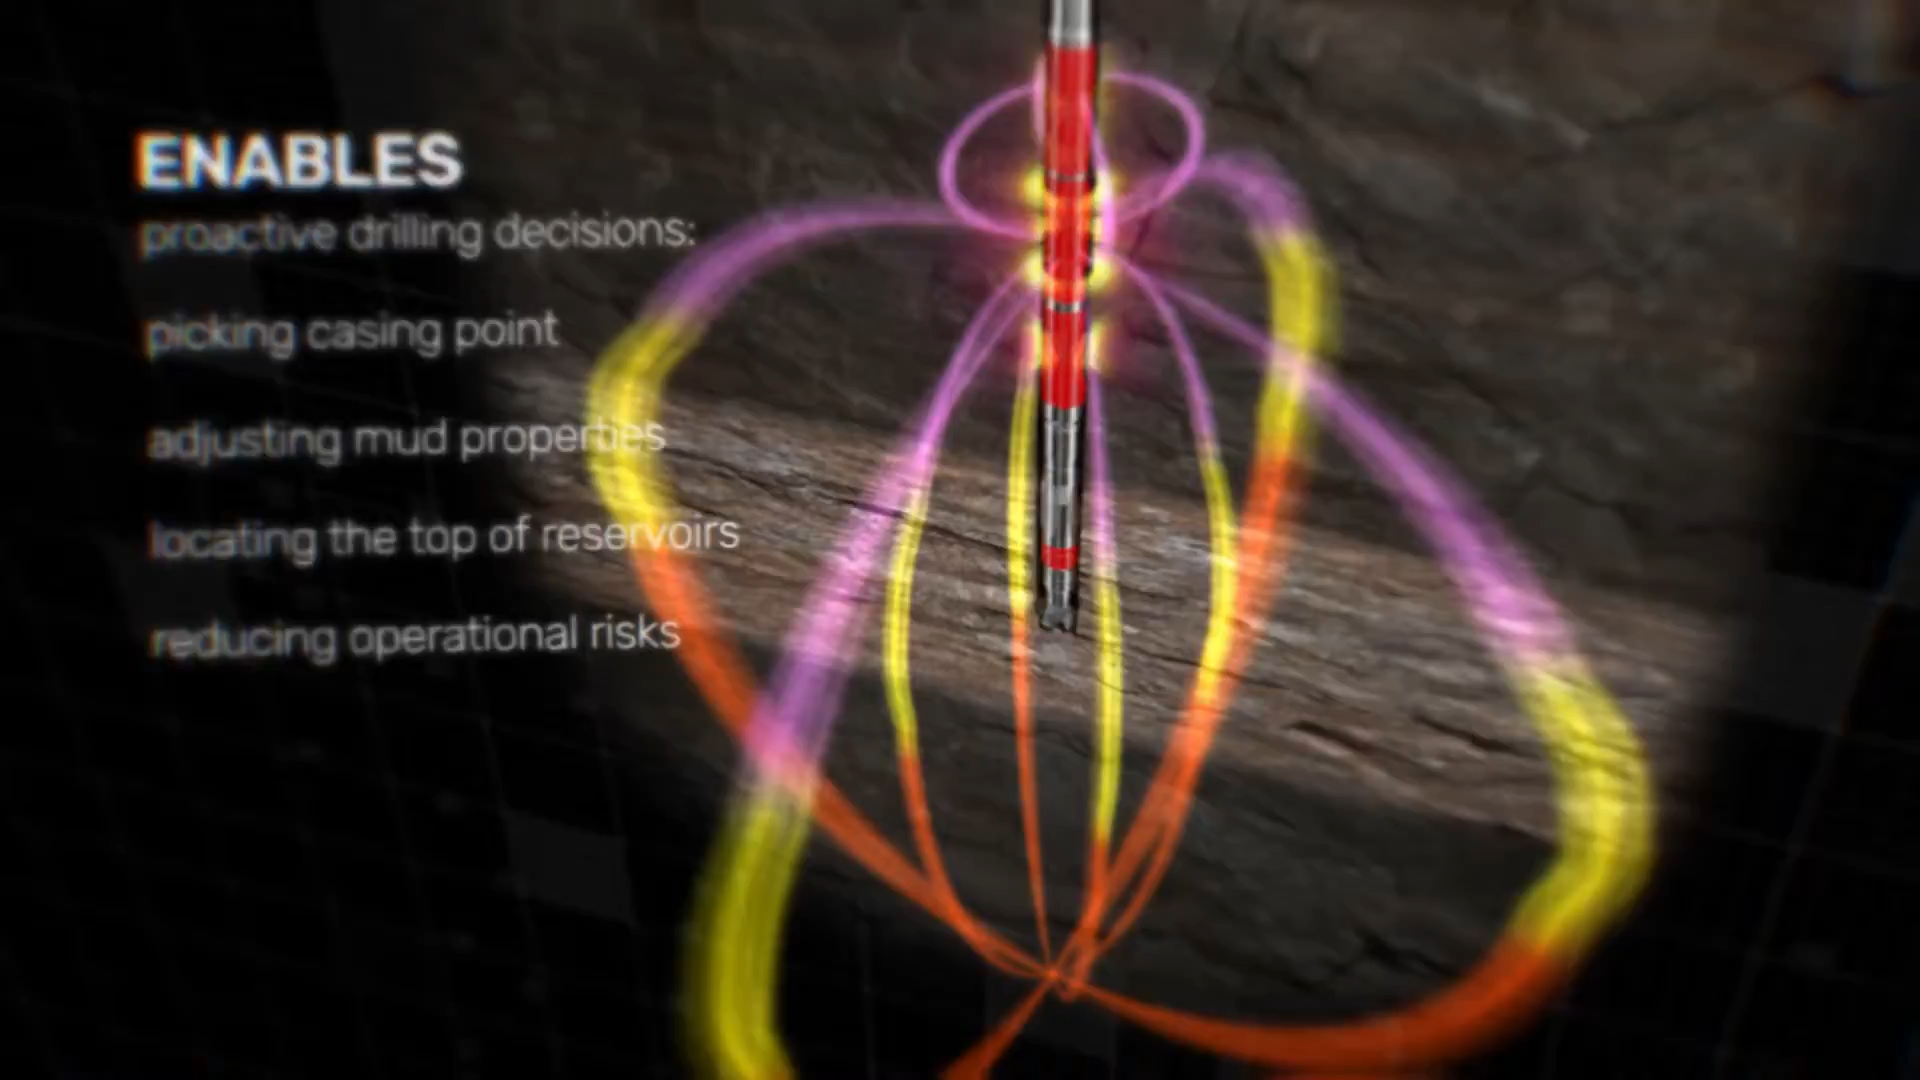 ENABLES
proactive drilling decisions:
picking casing point
adjusting mud properties
locating the top of reservoirs
reducing operational risks